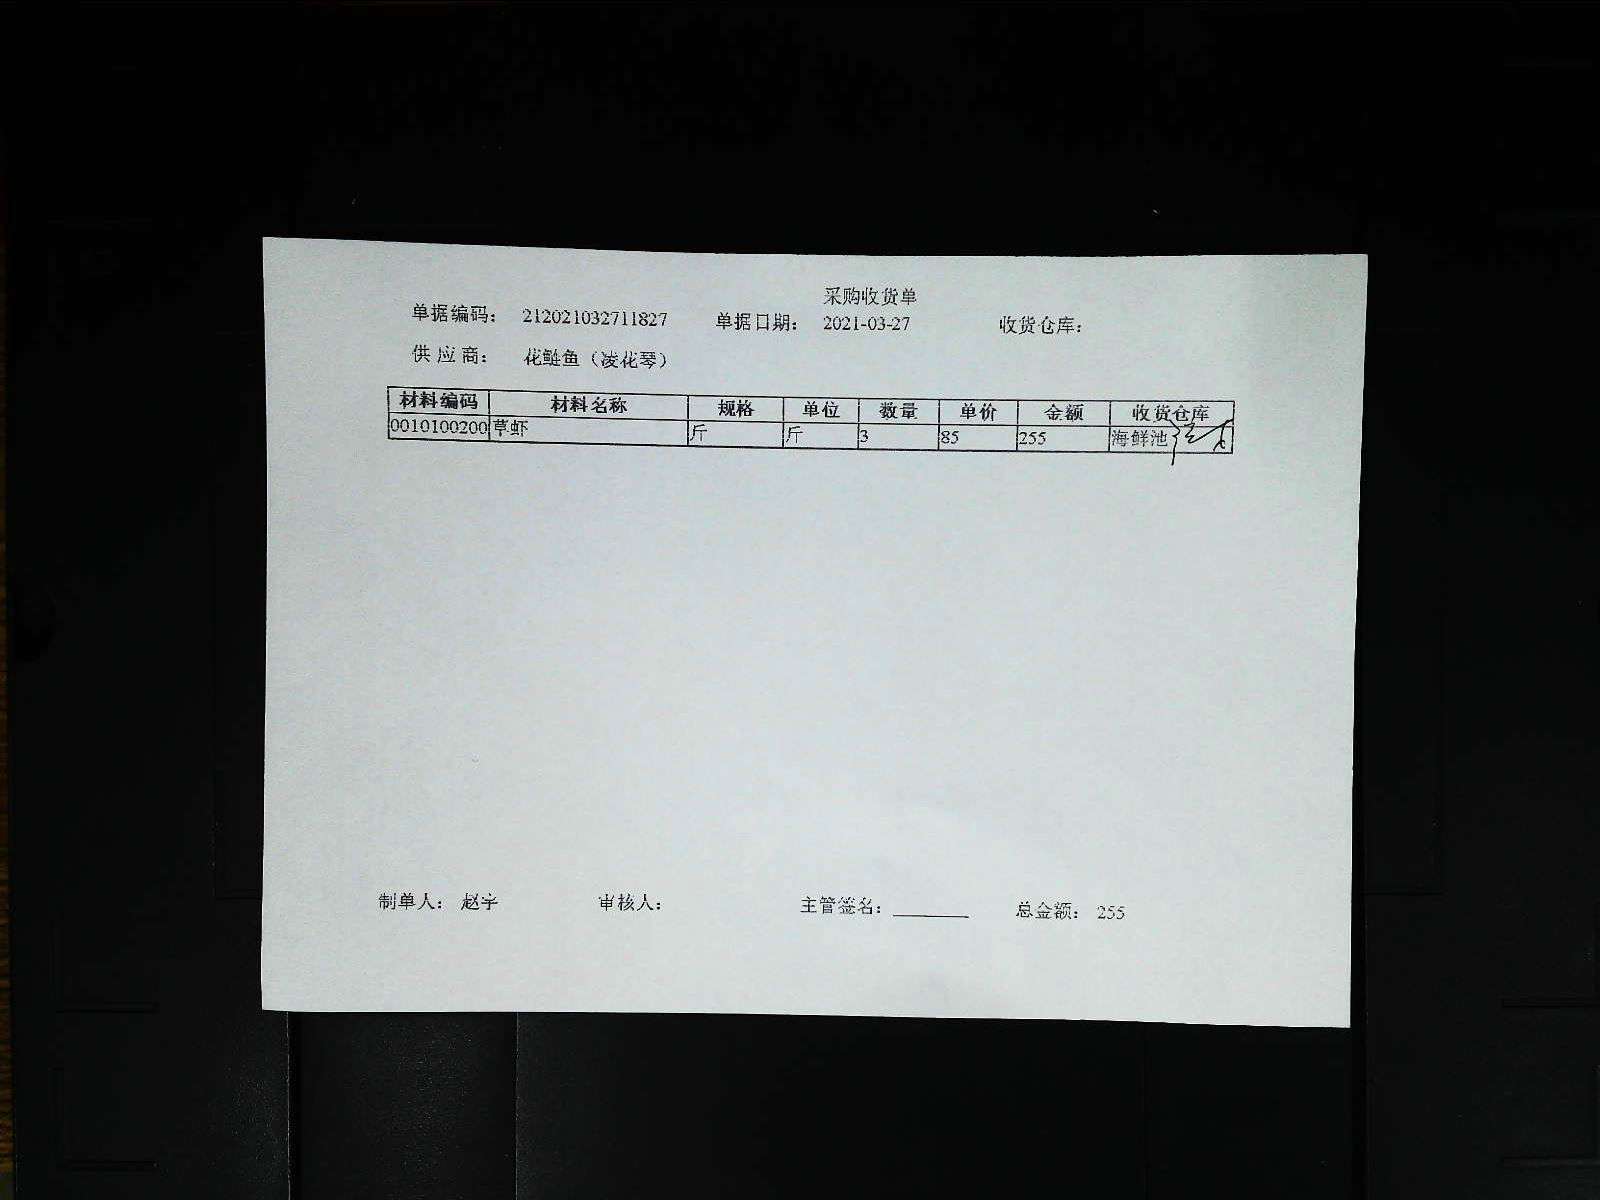 采购收货单
单据编码： 212021032711827 单据日期： 2021-03-27 收货仓库：
供 应 商： 花鲢鱼（凌花琴）
材料编码 材料名称 规格 单位 数量 单价 金额 收货仓库
0010100200 草虾 斤 斤 3 85 255 海鲜池
制单人： 赵宇 审核人： 主管签名： 总金额： 255